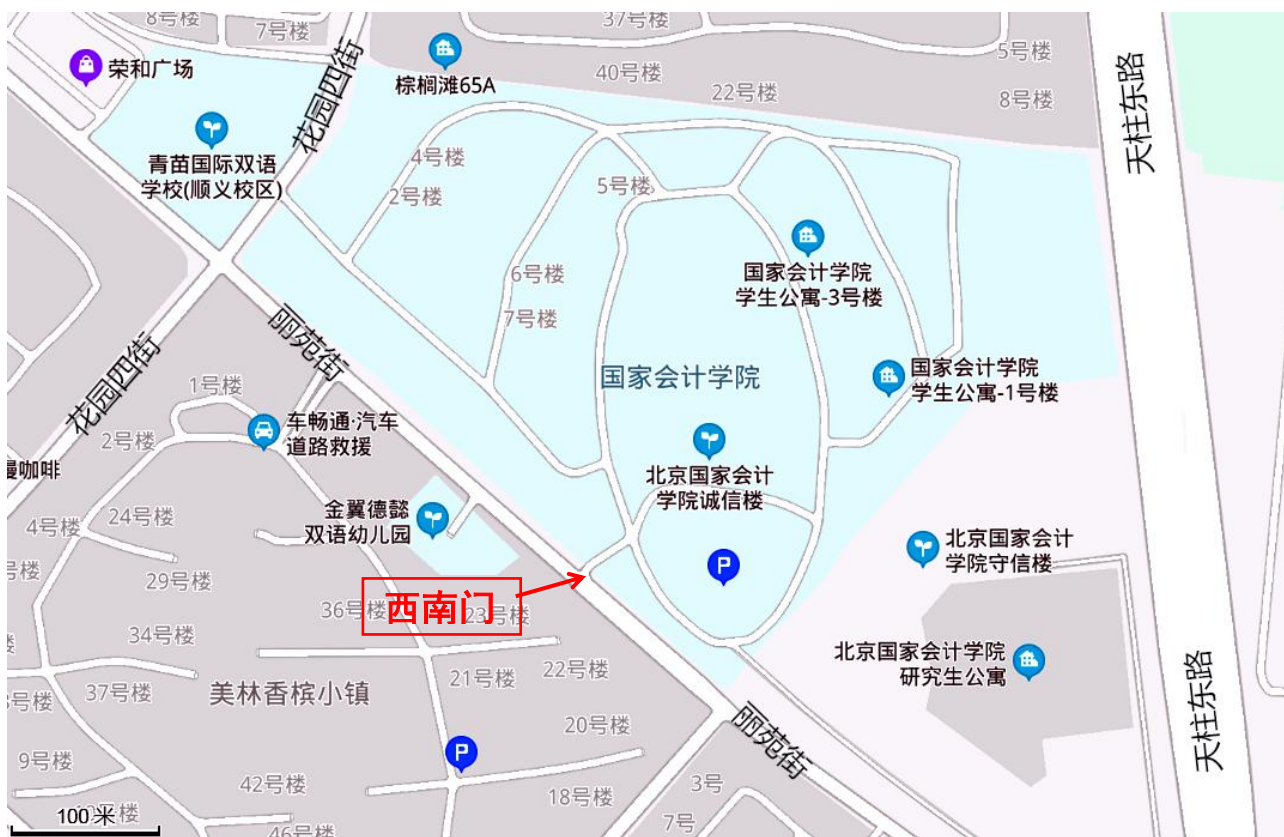 8号楼
7号楼
37号楼
5号楼
荣和广场
棕榈滩65A
40号楼
22号楼
8号楼
天柱东路
花园四街
青苗国际双语
学校(顺义校区)
4号楼
2号楼
5号楼
国家会计学院
学生公寓-3号楼
6号楼
7号楼
丽苑街
国家会计学院
国家会计学院
学生公寓-1号楼
花园四街
1号楼
车畅通·汽车
道路救援
2号楼
漫咖啡
北京国家会计
学院诚信楼
4号楼
24号楼
金翼德懿
双语幼儿园
北京国家会计
学院守信楼
号楼
29号楼
36号楼
西南门
23号楼
34号楼
北京国家会计学院
研究生公寓
21号楼
22号楼
37号楼
美林香槟小镇
号楼
20号楼
丽苑街
天柱东路
9号楼
42号楼
18号楼
3号
100米
号楼
46号楼
7号